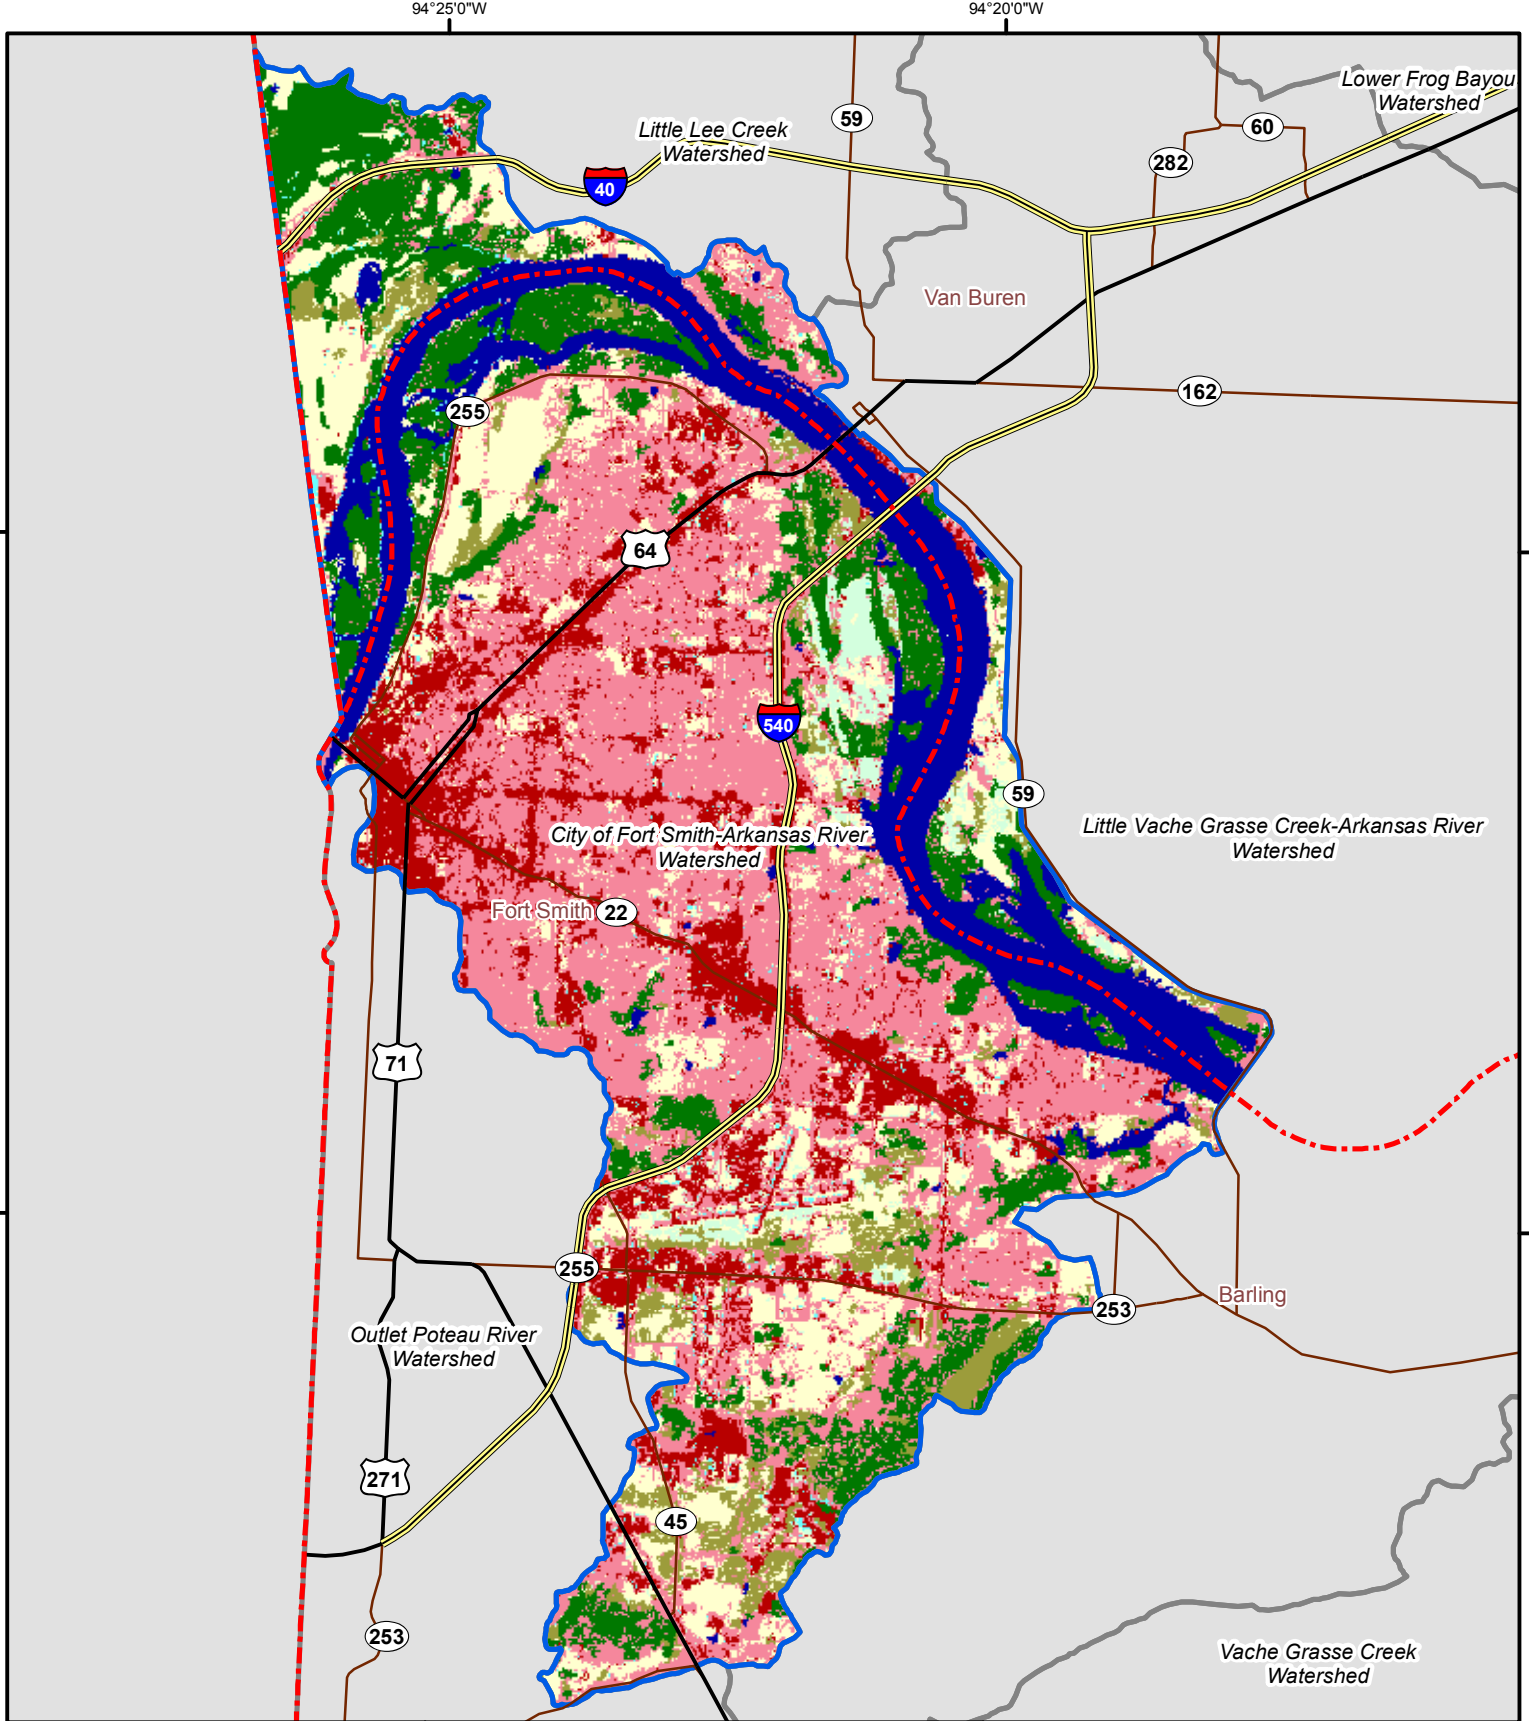 94°25'0"W
94°20'0"W
Lower Frog Bayou
Watershed
59
60
Little Lee Creek
Watershed
282
40
Van Buren
162
255
64
540
59
City of Fort Smith-Arkansas River
Watershed
Little Vache Grasse Creek-Arkansas River
Watershed
Fort Smith
22
71
255
Barling
253
Outlet Poteau River
Watershed
271
45
253
Vache Grasse Creek
Watershed